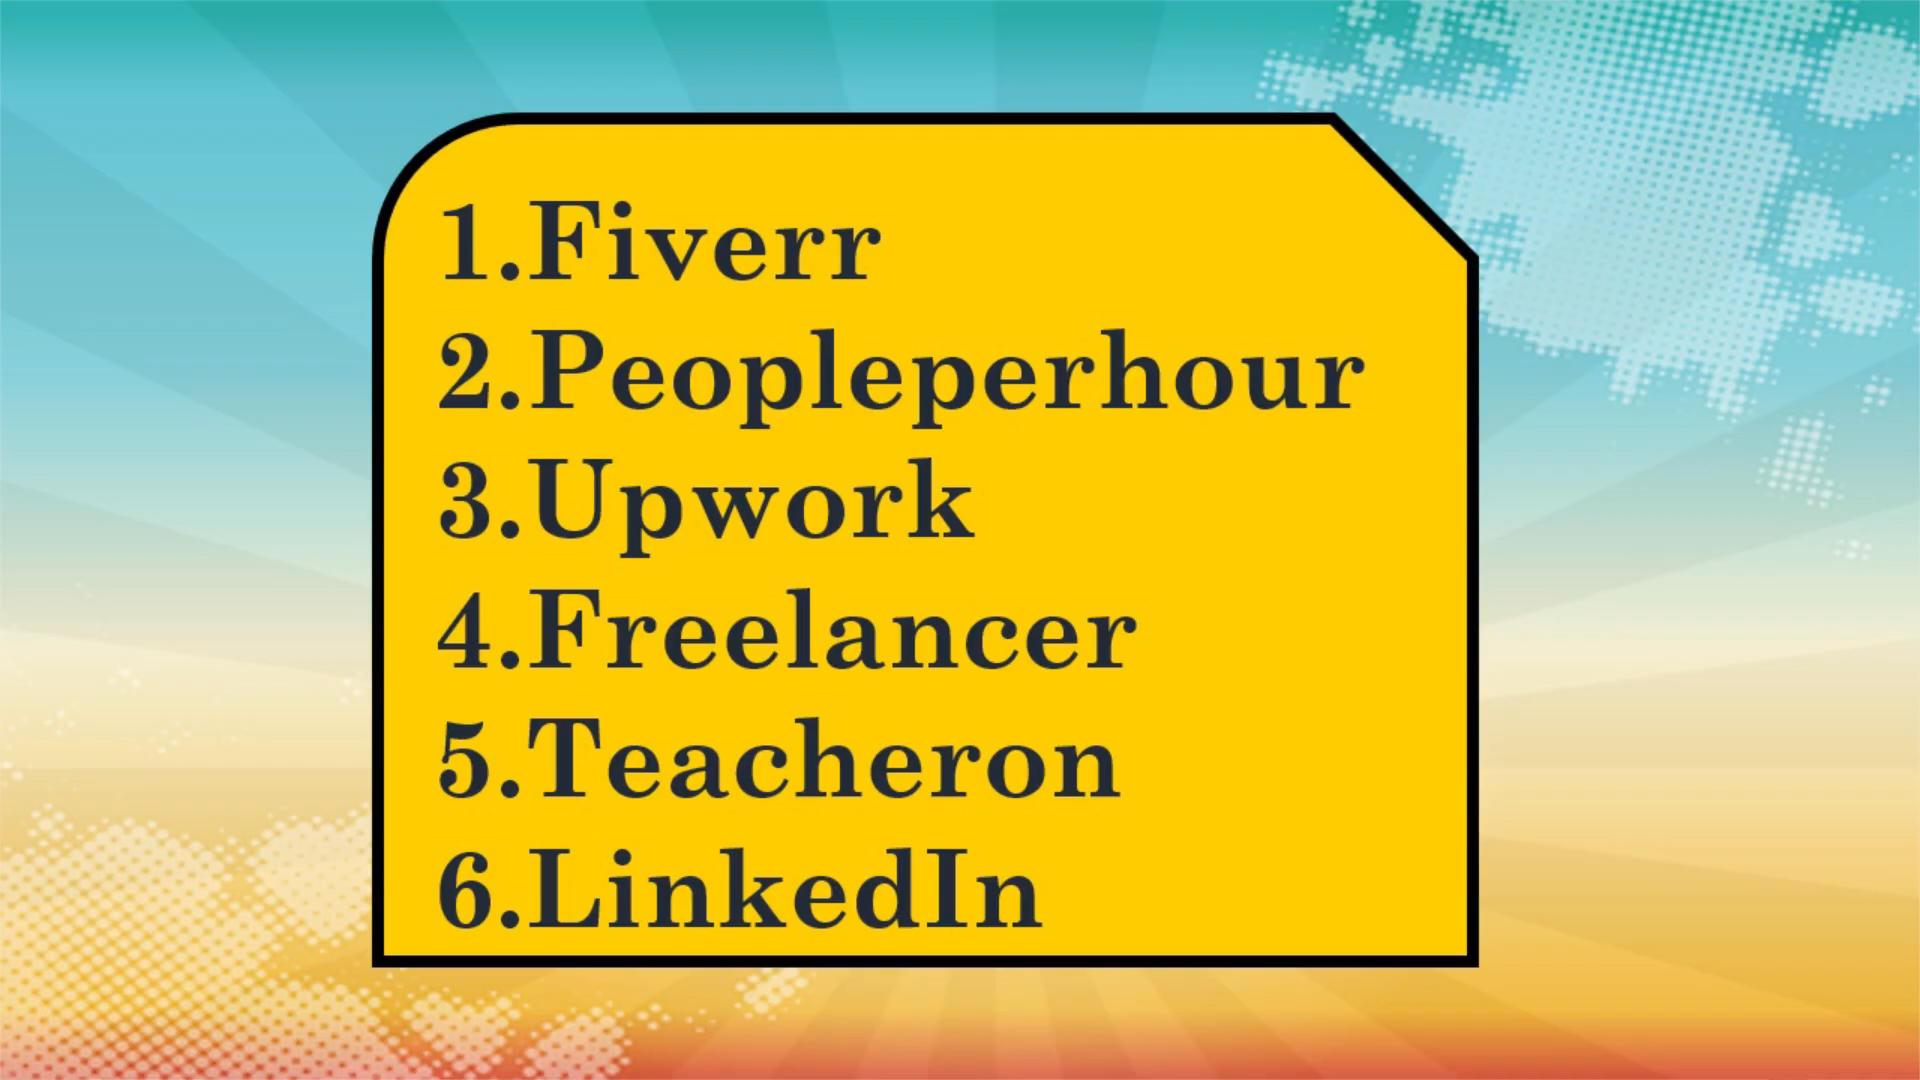 1.Fiverr
2.Peopleperhour
3.Upwork
4.Freelancer
5.Teacheron
6.LinkedIn